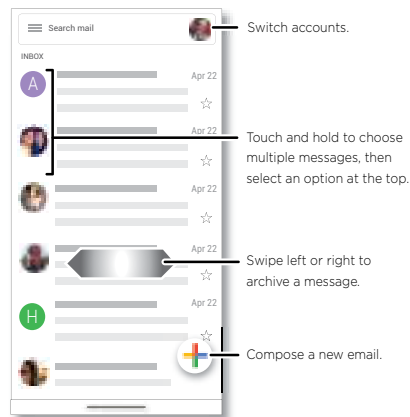 Search mail
Switch accounts.
INBOX
A
Apr 22
Apr 22
Touch and hold to choose
multiple messages, then
select an option at the top.
Apr 22
Apr 22
Swipe left or right to
archive a message.
H
Apr 22
Compose a new email.